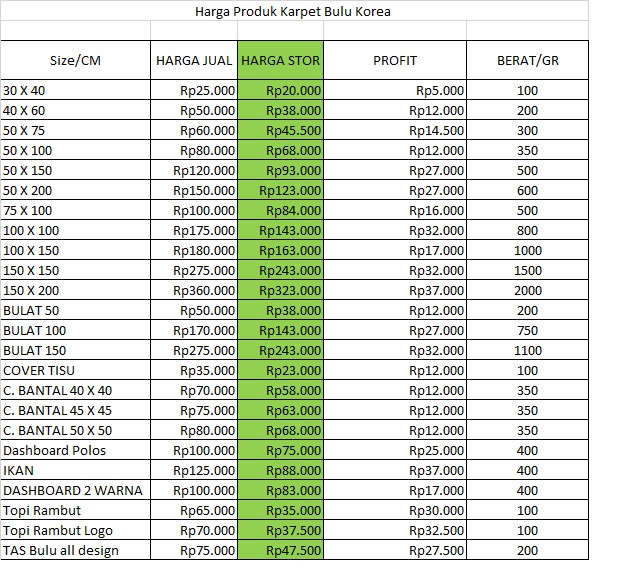 Harga Produk Karpet Bulu Korea
Size/CM HARGA JUAL HARGA STOR PROFIT BERAT/GR
30 X 40 Rp25.000 Rp20.000 Rp5.000 100
40 X 60 Rp50.000 Rp38.000 Rp12.000 200
50 X 75 Rp60.000 Rp45.500 Rp14.500 300
50 X 100 Rp80.000 Rp68.000 Rp12.000 350
50 X 150 Rp120.000 Rp93.000 Rp27.000 500
50 X 200 Rp150.000 Rp123.000 Rp27.000 600
75 X 100 Rp100.000 Rp84.000 Rp16.000 500
100 X 100 Rp175.000 Rp143.000 Rp32.000 800
100 X 150 Rp180.000 Rp163.000 Rp17.000 1000
150 X 150 Rp275.000 Rp243.000 Rp32.000 1500
150 X 200 Rp360.000 Rp323.000 Rp37.000 2000
BULAT 50 Rp50.000 Rp38.000 Rp12.000 200
BULAT 100 Rp170.000 Rp143.000 Rp27.000 750
BULAT 150 Rp275.000 Rp243.000 Rp32.000 1100
COVER TISU Rp35.000 Rp23.000 Rp12.000 100
C. BANTAL 40 X 40 Rp70.000 Rp58.000 Rp12.000 350
C. BANTAL 45 X 45 Rp75.000 Rp63.000 Rp12.000 350
C. BANTAL 50 X 50 Rp80.000 Rp68.000 Rp12.000 350
Dashboard Polos Rp100.000 Rp75.000 Rp25.000 400
IKAN Rp125.000 Rp88.000 Rp37.000 400
DASHBOARD 2 WARNA Rp100.000 Rp83.000 Rp17.000 400
Topi Rambut Rp65.000 Rp35.000 Rp30.000 100
Topi Rambut Logo Rp70.000 Rp37.500 Rp32.500 100
TAS Bulu all design Rp75.000 Rp47.500 Rp27.500 200